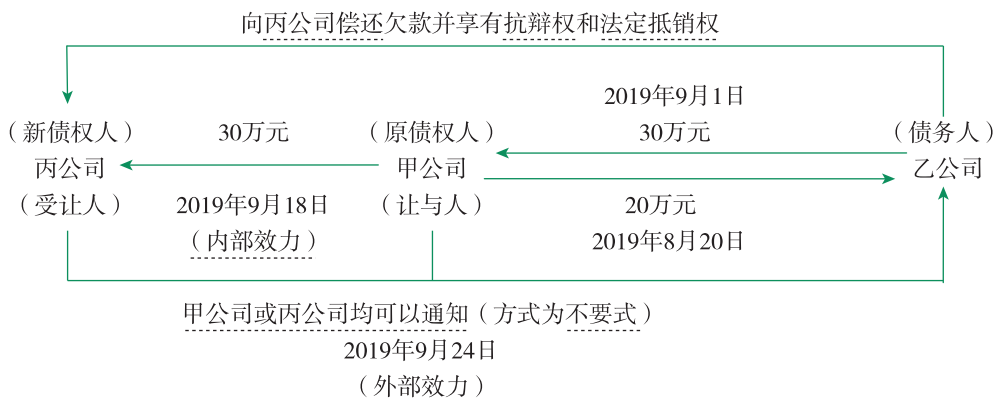 向丙公司偿还欠款并享有抗辩权和法定抵销权
2019年9月1日
（新债权人） 30万元 （原债权人） 30万元 （债务人）
丙公司 甲公司 乙公司
（受让人） 2019年9月18日 （让与人） 20万元
（内部效力） 2019年8月20日
甲公司或丙公司均可以通知（方式为不要式）
2019年9月24日
（外部效力）